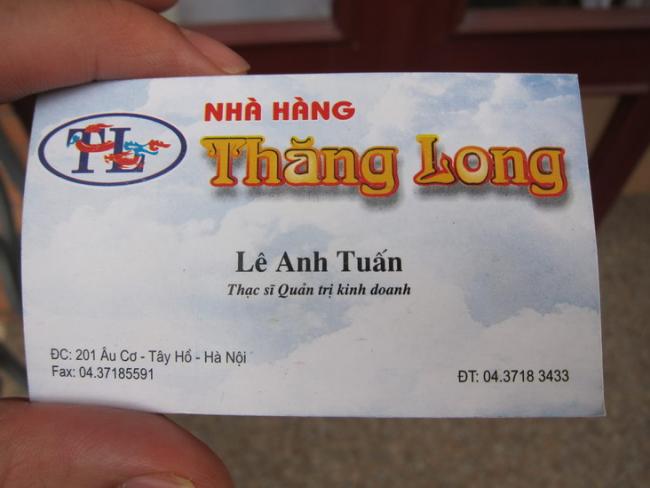 NHÀ HÀNG
TL Thăng Long
Lê Anh Tuấn
Thạc sĩ Quản trị kinh doanh
ĐC: 201 Âu Cơ - Tây Hồ - Hà Nội
Fax: 04.37185591
ĐT: 04.3718 3433